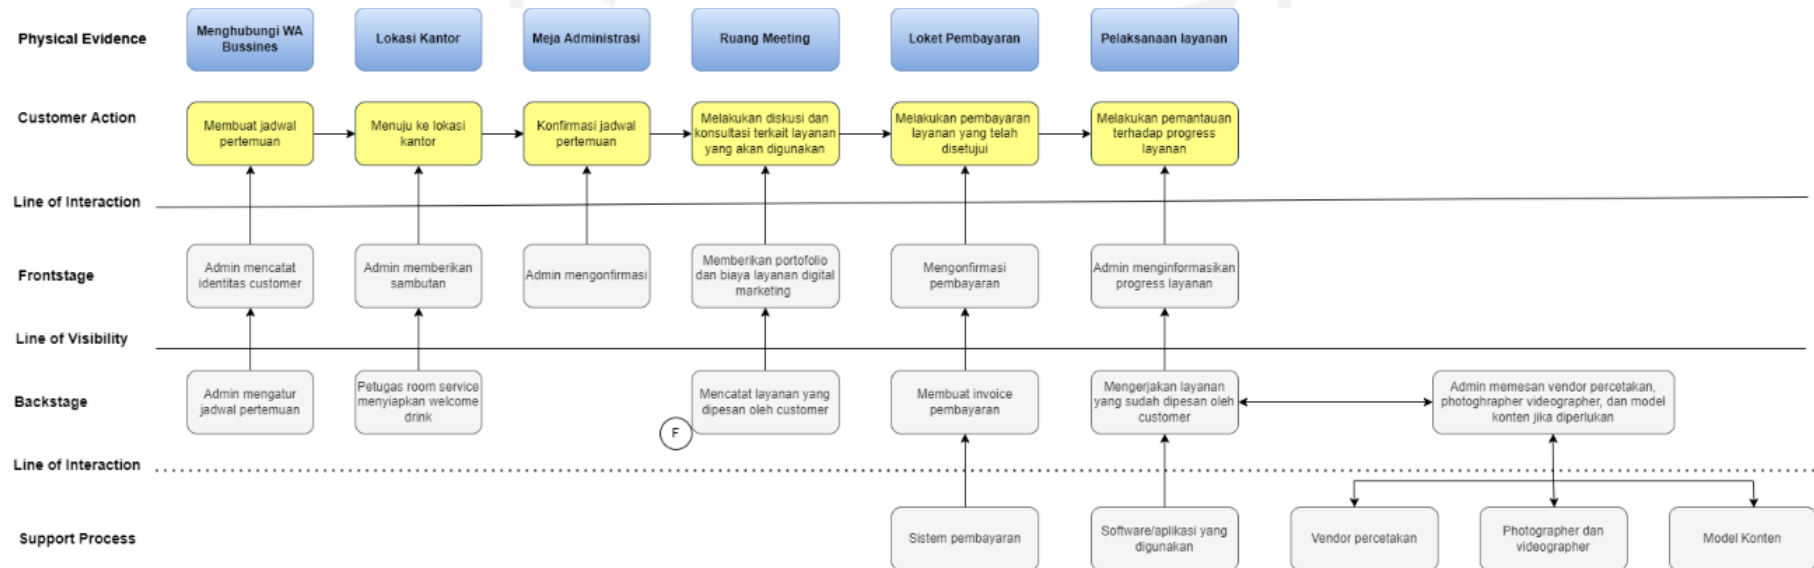 Physical Evidence
Menghubungi WA
Bussines
Lokasi Kantor
Meja Administrasi
Ruang Meeting
Loket Pembayaran
Pelaksanaan layanan
Customer Action
Membuat jadwal
pertemuan
Menuju ke lokasi
kantor
Konfirmasi jadwal
pertemuan
Melakukan diskusi dan
konsultasi terkait layanan
yang akan digunakan
Melakukan pembayaran
layanan yang telah
disetujui
Melakukan pemantauan
terhadap progress
layanan
Line of Interaction
Frontstage
Admin mencatat
identitas customer
Admin memberikan
sambutan
Admin mengonfirmasi
Memberikan portofolio
dan biaya layanan digital
marketing
Mengonfirmasi
pembayaran
Admin menginformasikan
progress layanan
Line of Visibility
Backstage
Admin mengatur
jadwal pertemuan
Petugas room service
menyiapkan welcome
drink
F
Mencatat layanan yang
dipesan oleh customer
Membuat invoice
pembayaran
Mengerjakan layanan
yang sudah dipesan oleh
customer
Admin memesan vendor percetakan,
photoghrapher videographer, dan model
konten jika diperlukan
Line of Interaction
Support Process
Sistem pembayaran
Software/aplikasi yang
digunakan
Vendor percetakan
Photographer dan
videographer
Model Konten